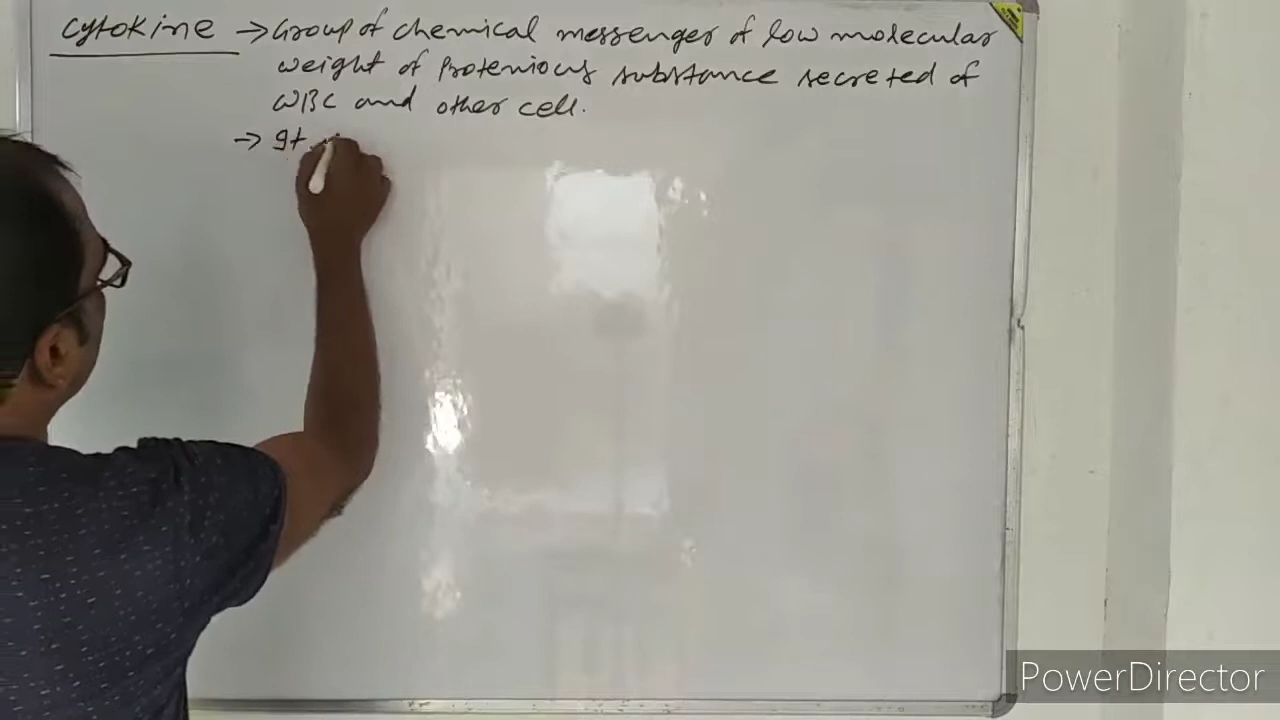 Cytokine → Group of chemical messenger of low molecular
weight of Protenious substance secreted of
WBC and other cell.
→ It
PowerDirector